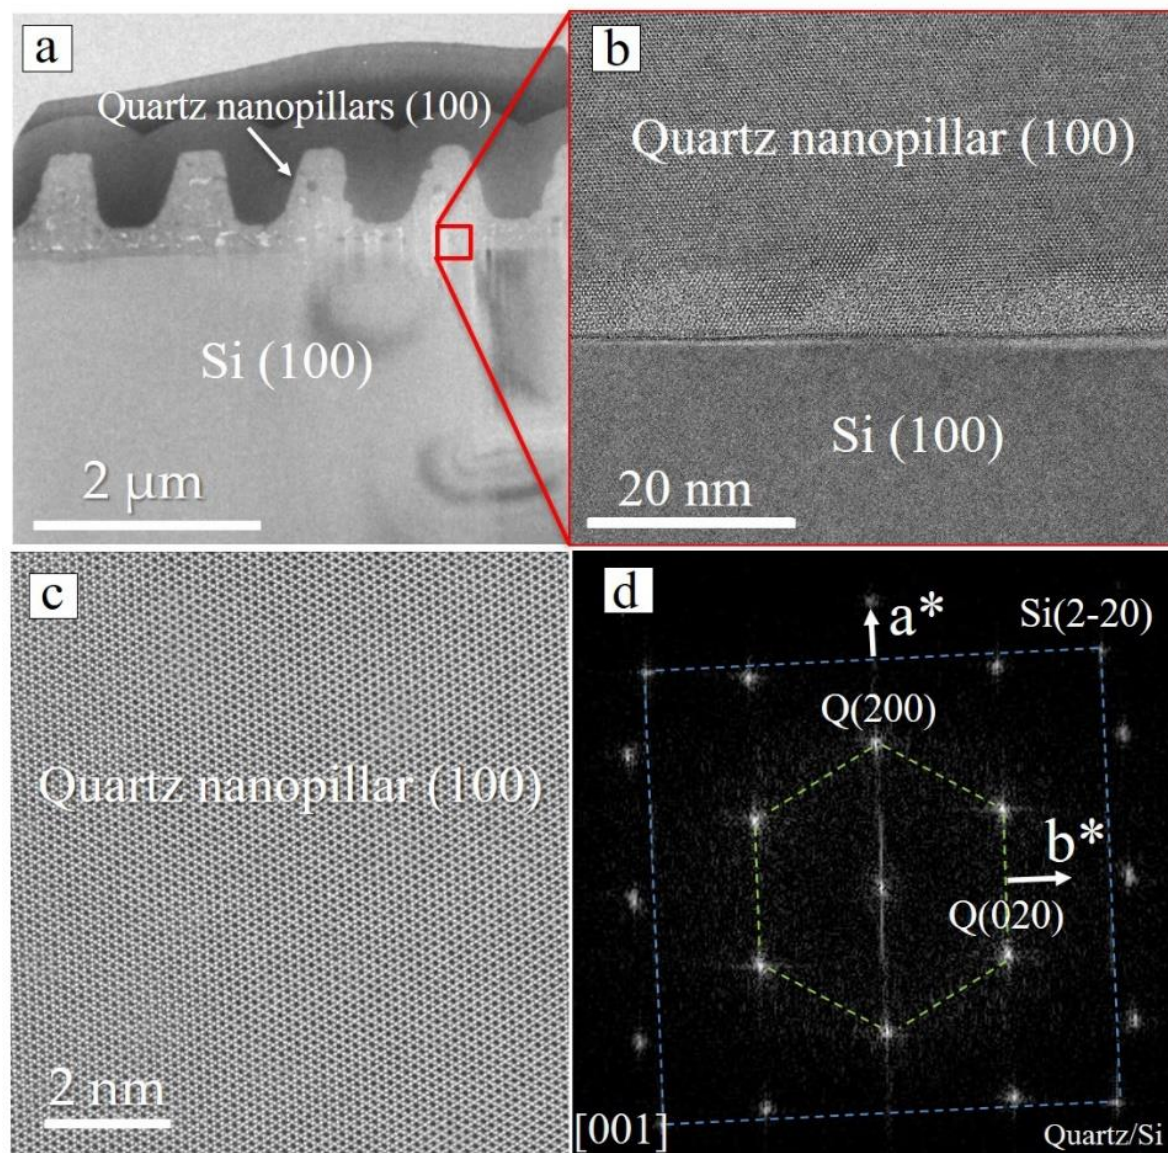 a
Quartz nanopillars (100)
Si (100)
2 μm
b
Quartz nanopillar (100)
Si (100)
20 nm
c
Quartz nanopillar (100)
2 nm
d
a*
Si(2-20)
Q(200)
b*
Q(020)
[001]
Quartz/Si